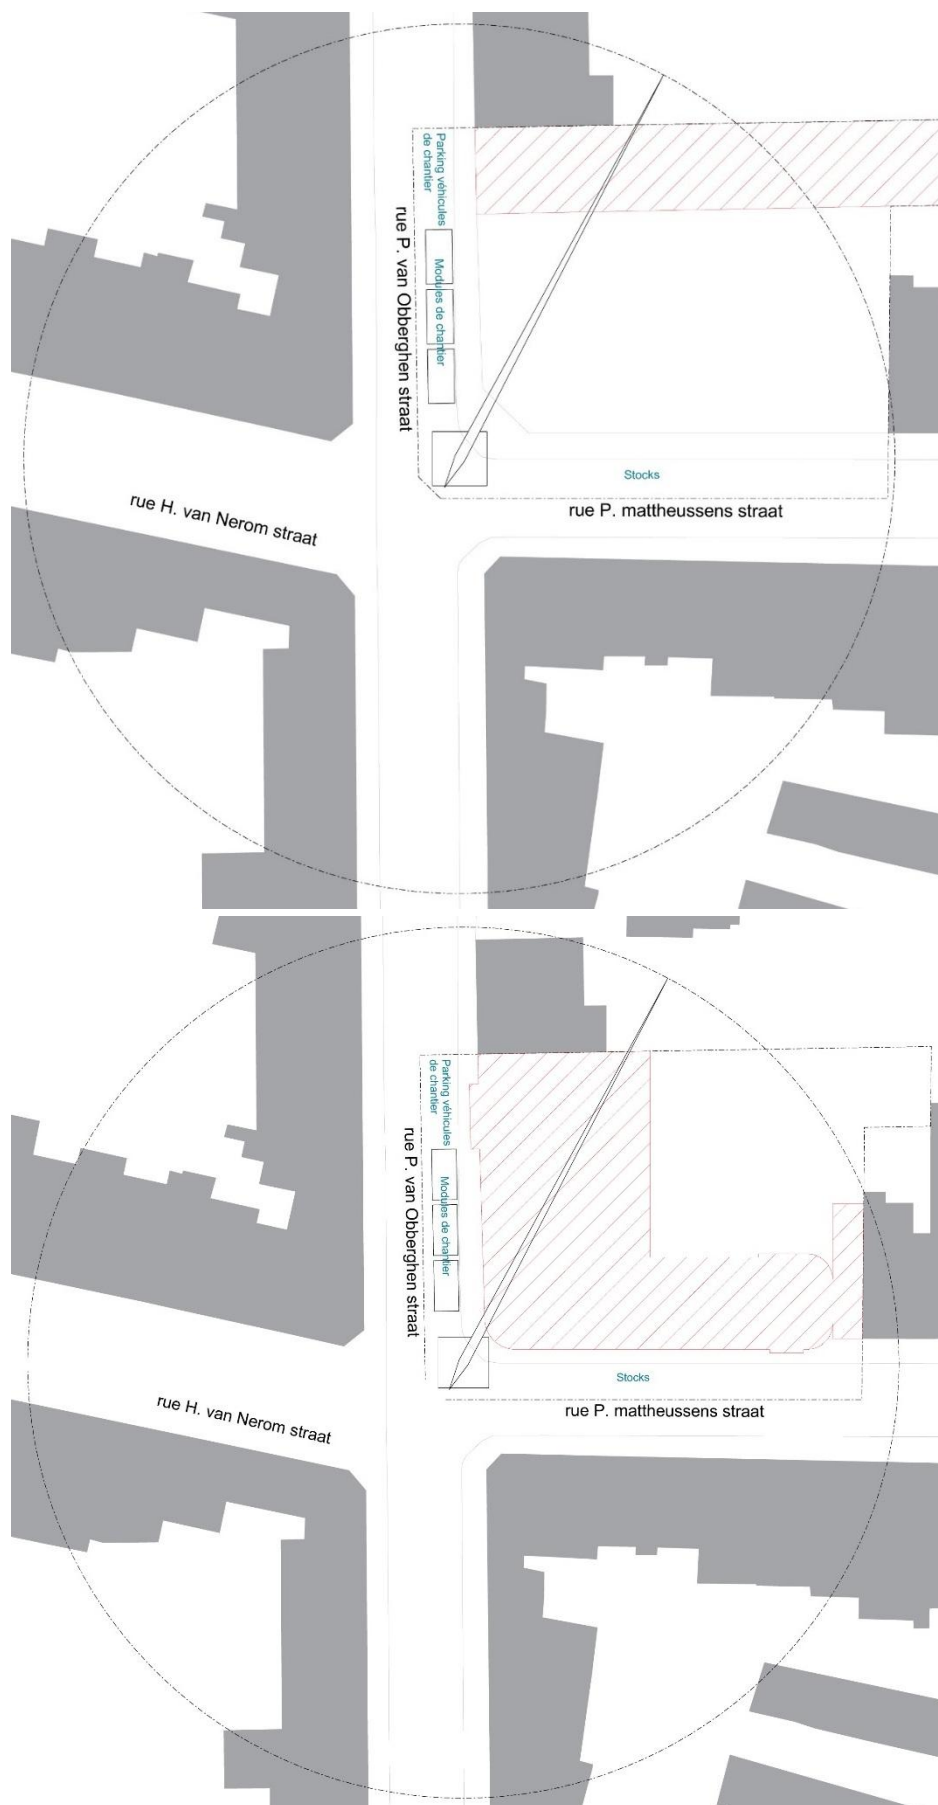 Parking véhicules
de chantier
rue P. van Obberghen straat
Modules de chantier
Stocks
rue H. van Nerom straat
rue P. mattheussens straat
Parking véhicules
de chantier
rue P. van Obberghen straat
Modules de chantier
Stocks
rue H. van Nerom straat
rue P. mattheussens straat